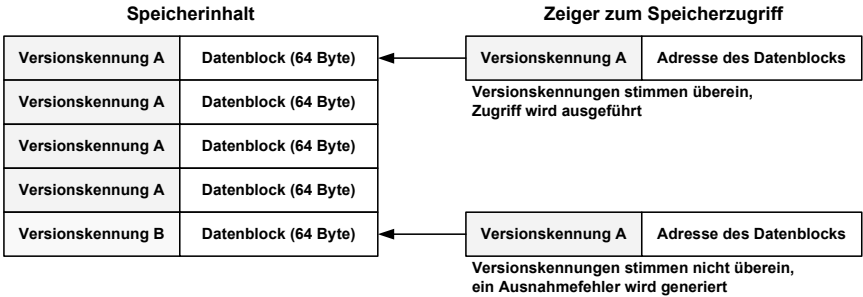 Speicherinhalt
Zeiger zum Speicherzugriff
Versionskennung A Datenblock (64 Byte)
Versionskennung A Adresse des Datenblocks
Versionskennungen stimmen überein,
Zugriff wird ausgeführt
Versionskennung A Datenblock (64 Byte)
Versionskennung A Datenblock (64 Byte)
Versionskennung A Datenblock (64 Byte)
Versionskennung B Datenblock (64 Byte)
Versionskennung A Adresse des Datenblocks
Versionskennungen stimmen nicht überein,
ein Ausnahmefehler wird generiert